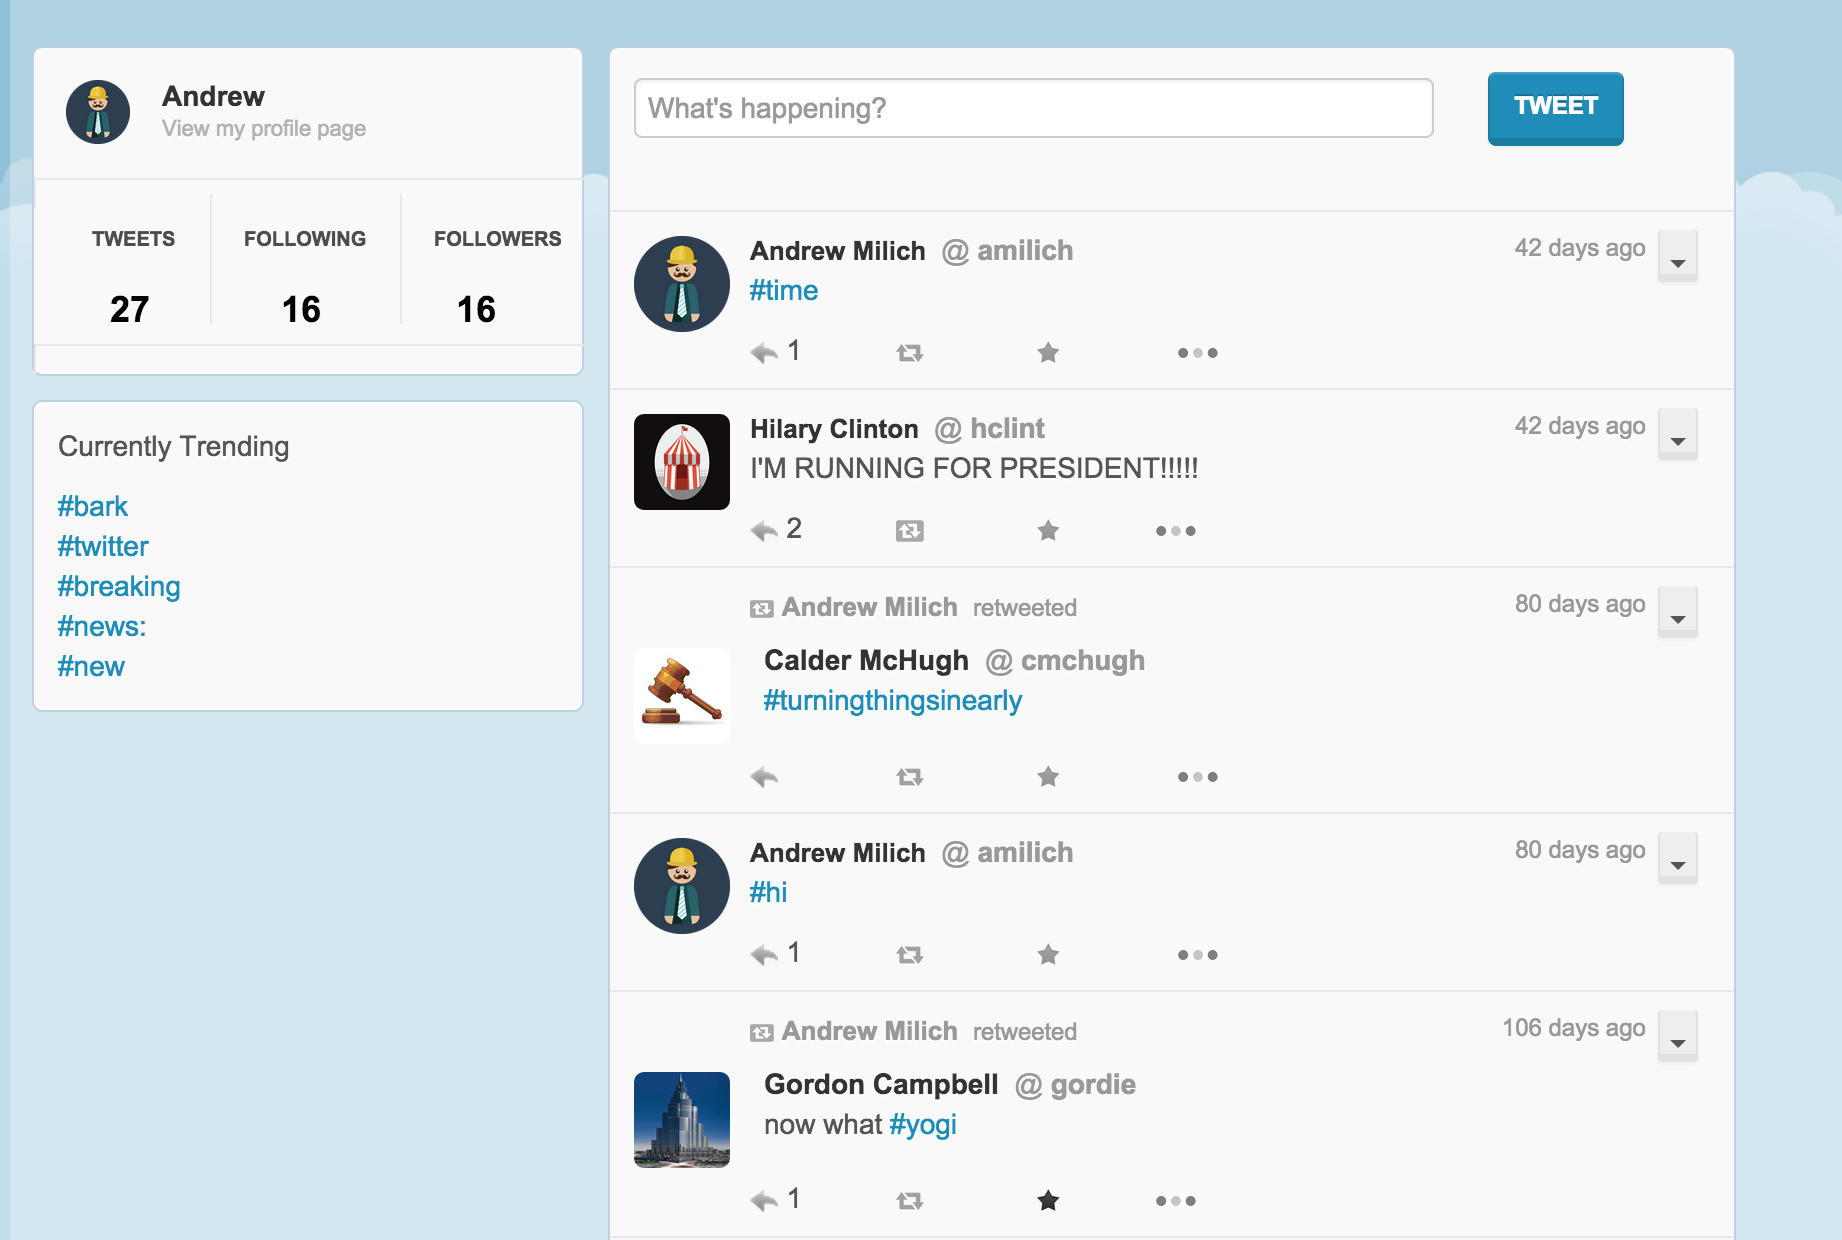 Andrew
View my profile page
TWEETS FOLLOWING FOLLOWERS
27 16 16
Currently Trending
#bark
#twitter
#breaking
#news:
#new
What's happening?
TWEET
Andrew Milich @ amilich 42 days ago
#time
1
Hilary Clinton @ hclint 42 days ago
I'M RUNNING FOR PRESIDENT!!!!!
2
Andrew Milich retweeted 80 days ago
Calder McHugh @ cmchugh
#turningthingsinearly
Andrew Milich @ amilich 80 days ago
#hi
1
Andrew Milich retweeted 106 days ago
Gordon Campbell @ gordie
now what #yogi
1